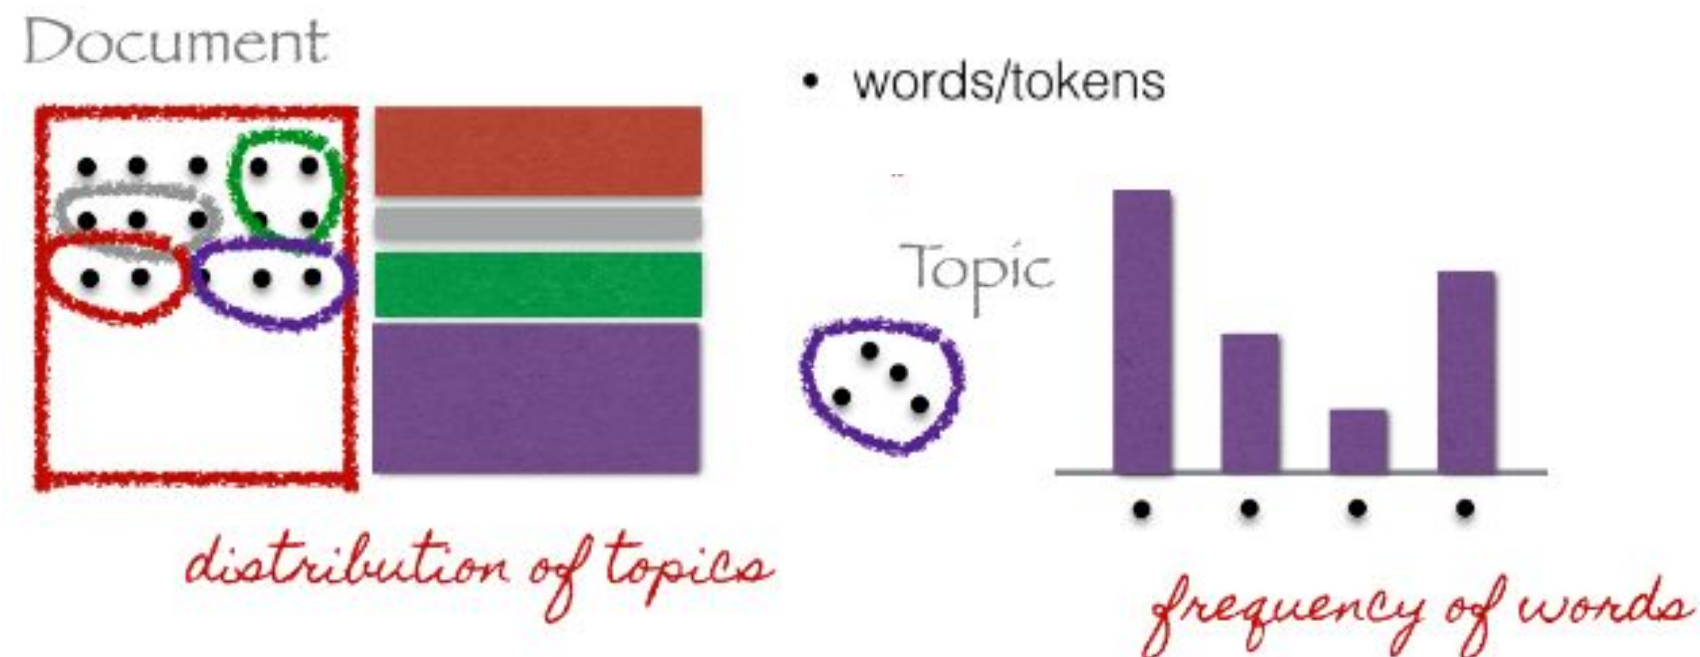 Document
• words/tokens
Topic
distribution of topics
frequency of words